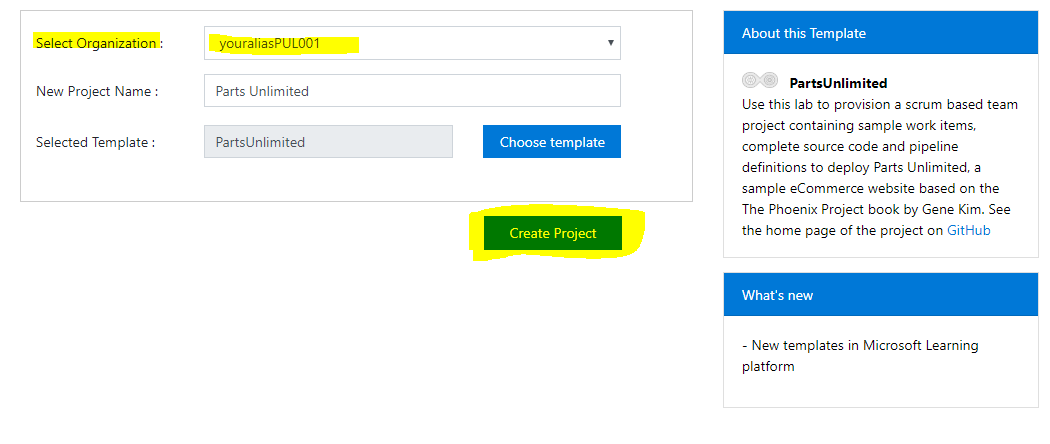 Select Organization :
youraliasPUL001
New Project Name :
Parts Unlimited
Selected Template :
PartsUnlimited
Choose template
Create Project
About this Template
PartsUnlimited
Use this lab to provision a scrum based team
project containing sample work items,
complete source code and pipeline
definitions to deploy Parts Unlimited, a
sample eCommerce website based on the
The Phoenix Project book by Gene Kim. See
the home page of the project on GitHub
What's new
- New templates in Microsoft Learning
platform